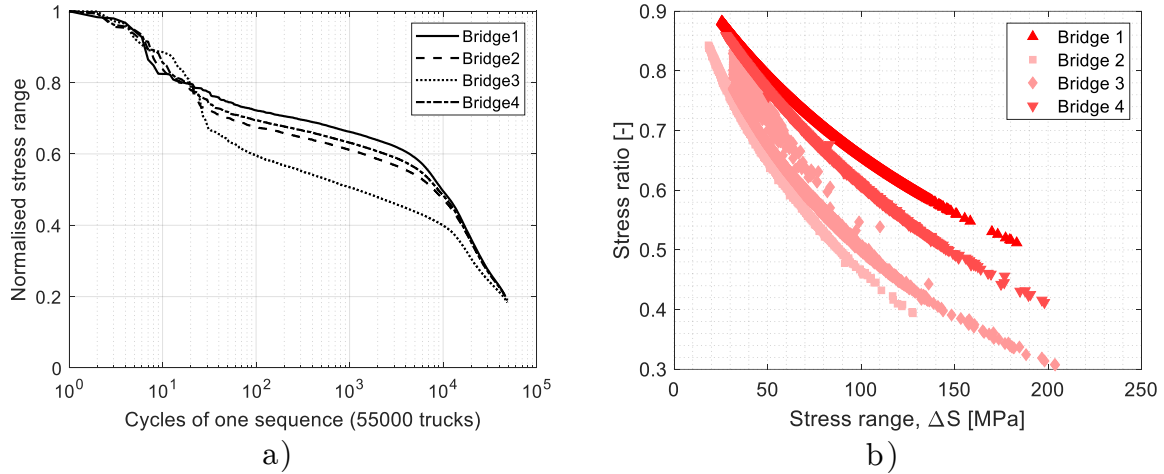 1
0.8
0.6
0.4
0.2
0
10^0
10^1
10^2
10^3
10^4
10^5
Normalised stress range
Cycles of one sequence (55000 trucks)
Bridge1
Bridge2
Bridge3
Bridge4
a)
0.9
0.8
0.7
0.6
0.5
0.4
0.3
0
50
100
150
200
250
Stress ratio [-]
Stress range, ΔS [MPa]
Bridge 1
Bridge 2
Bridge 3
Bridge 4
b)